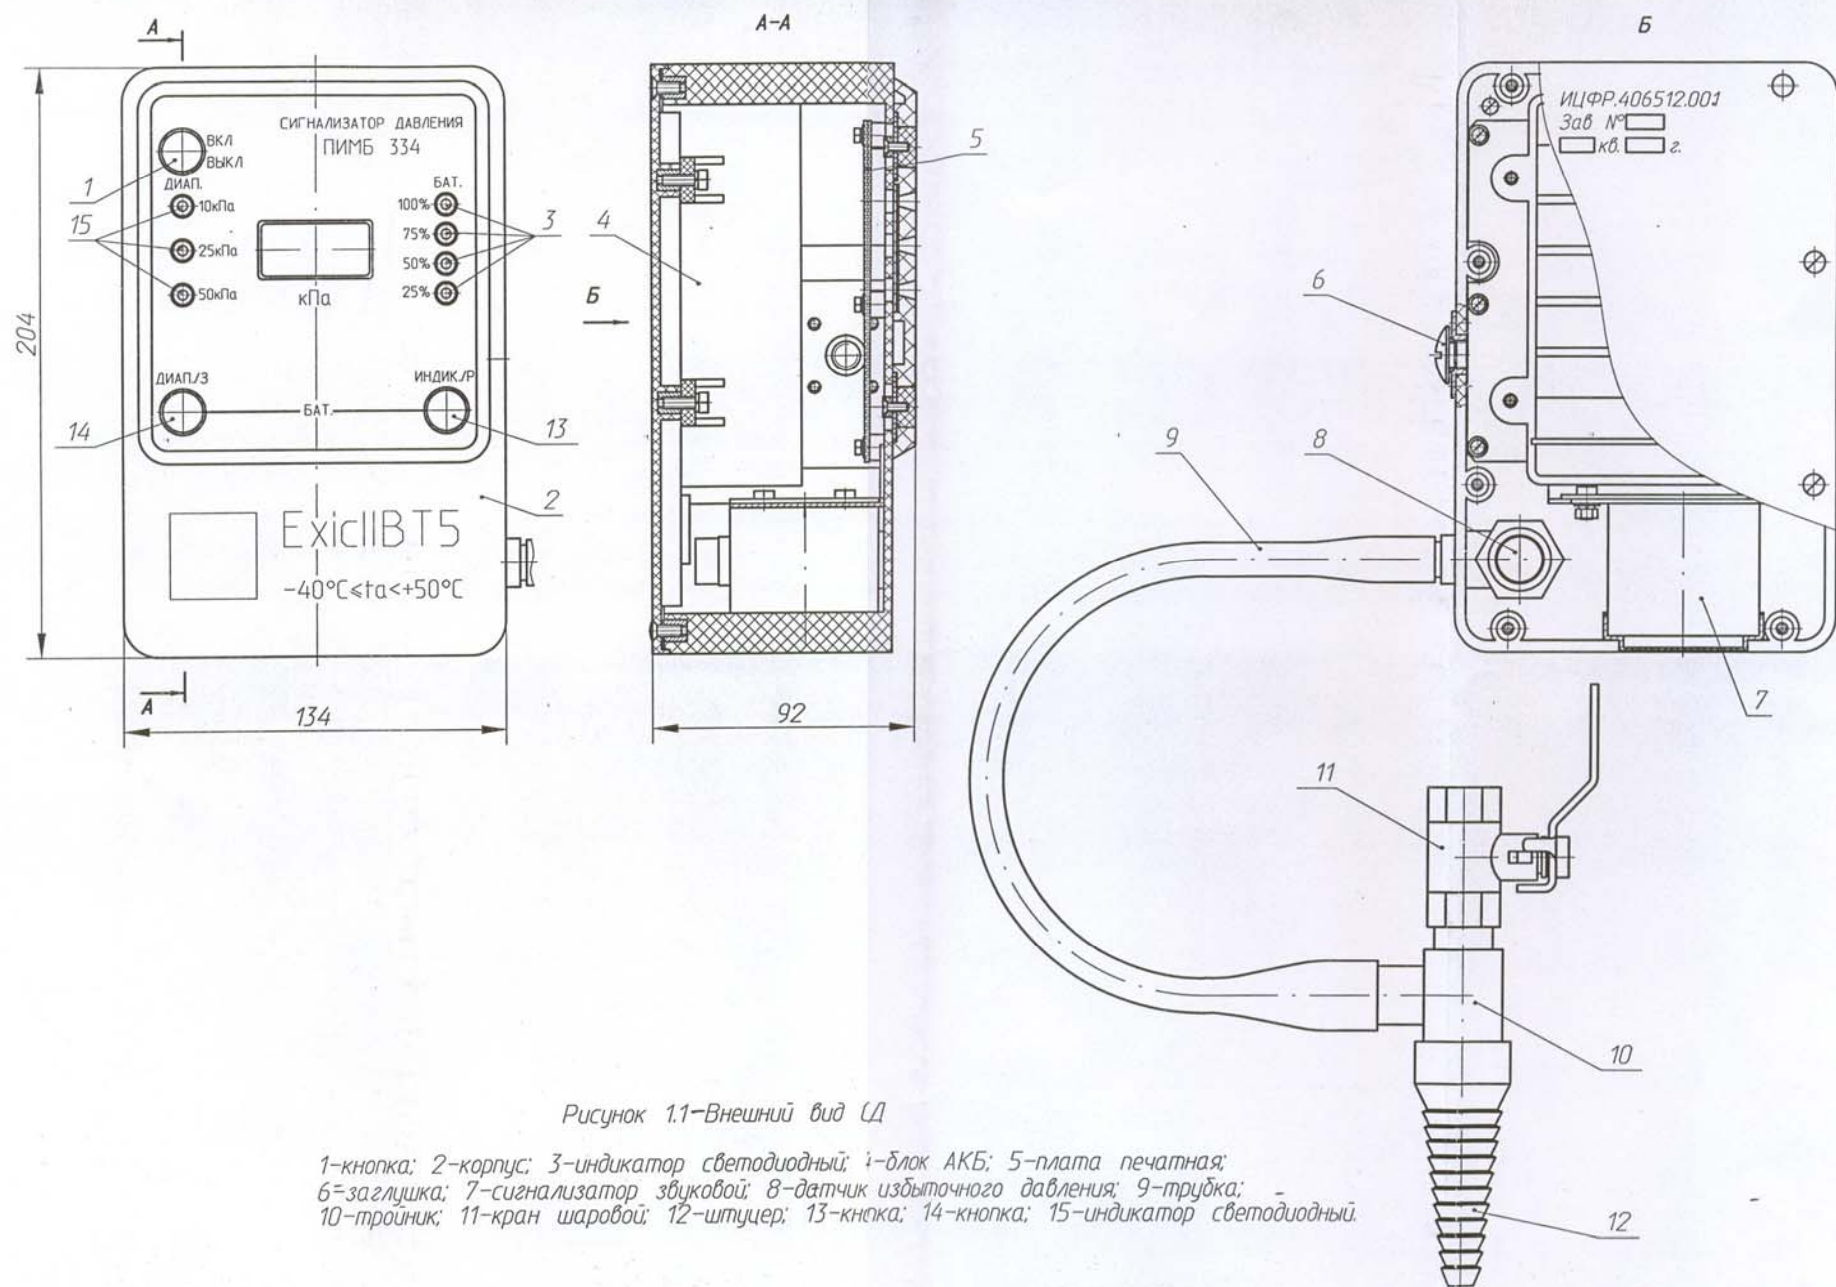 А
А-А
Б
СИГНАЛИЗАТОР ДАВЛЕНИЯ
ПИМБ 334
ВКЛ
ВЫКЛ
ДИАП.
10кПа
25кПа
50кПа
БАТ.
100%
75%
50%
25%
кПа
ДИАП./З
БАТ.
ИНДИК./Р
ExicIIBT5
-40°C≤ta<+50°C
1
15
3
14
13
2
204
134
А
4
5
Б
92
ИЦФР.406512.001
Зав N°
кв. г.
6
8
9
7
11
10
12
Рисунок 1.1-Внешний вид СД
1-кнопка; 2-корпус; 3-индикатор светодиодный; 4-блок АКБ; 5-плата печатная;
6-заглушка; 7-сигнализатор звуковой; 8-датчик избыточного давления; 9-трубка;
10-тройник; 11-кран шаровой; 12-штуцер; 13-кнока; 14-кнопка; 15-индикатор светодиодный.